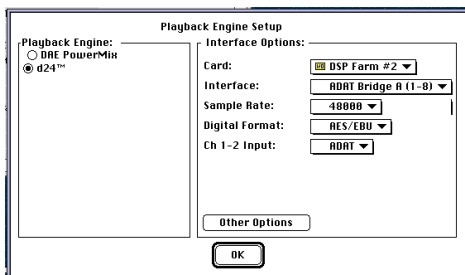 Playback Engine Setup
Playback Engine:
DAE PowerMix
d24™
Interface Options:
Card: DSP Farm #2
Interface: ADAT Bridge A (1-8)
Sample Rate: 48000
Digital Format: AES/EBU
Ch 1-2 Input: ADAT
Other Options
OK